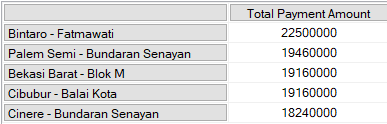 Total Payment Amount
Bintaro - Fatmawati 22500000
Palem Semi - Bundaran Senayan 19460000
Bekasi Barat - Blok M 19160000
Cibubur - Balai Kota 19160000
Cinere - Bundaran Senayan 18240000